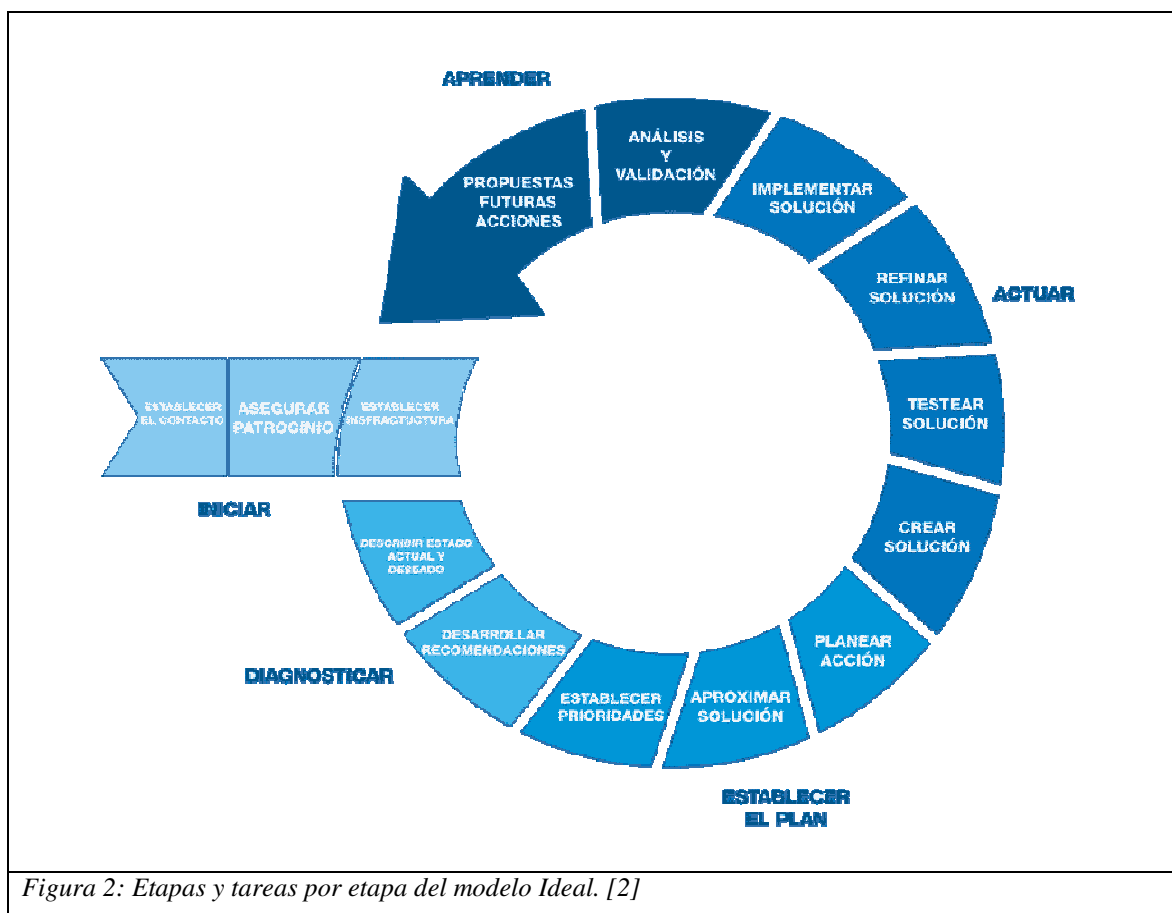 APRENDER
PROPUESTAS
FUTURAS
ACCIONES
ANÁLISIS
Y
VALIDACIÓN
IMPLEMENTAR
SOLUCIÓN
REFINAR
SOLUCIÓN
ACTUAR
TESTEAR
SOLUCIÓN
CREAR
SOLUCIÓN
ESTABLECER
EL CONTACTO
ASEGURAR
PATROCINIO
ESTABLECER
INSFRACTUCTURA
INICIAR
DESCRIBIR ESTADO
ACTUAL Y
DESEADO
DESARROLLAR
RECOMENDACIONES
DIAGNOSTICAR
ESTABLECER
PRIORIDADES
APROXIMAR
SOLUCIÓN
PLANEAR
ACCIÓN
ESTABLECER
EL PLAN
Figura 2: Etapas y tareas por etapa del modelo Ideal. [2]